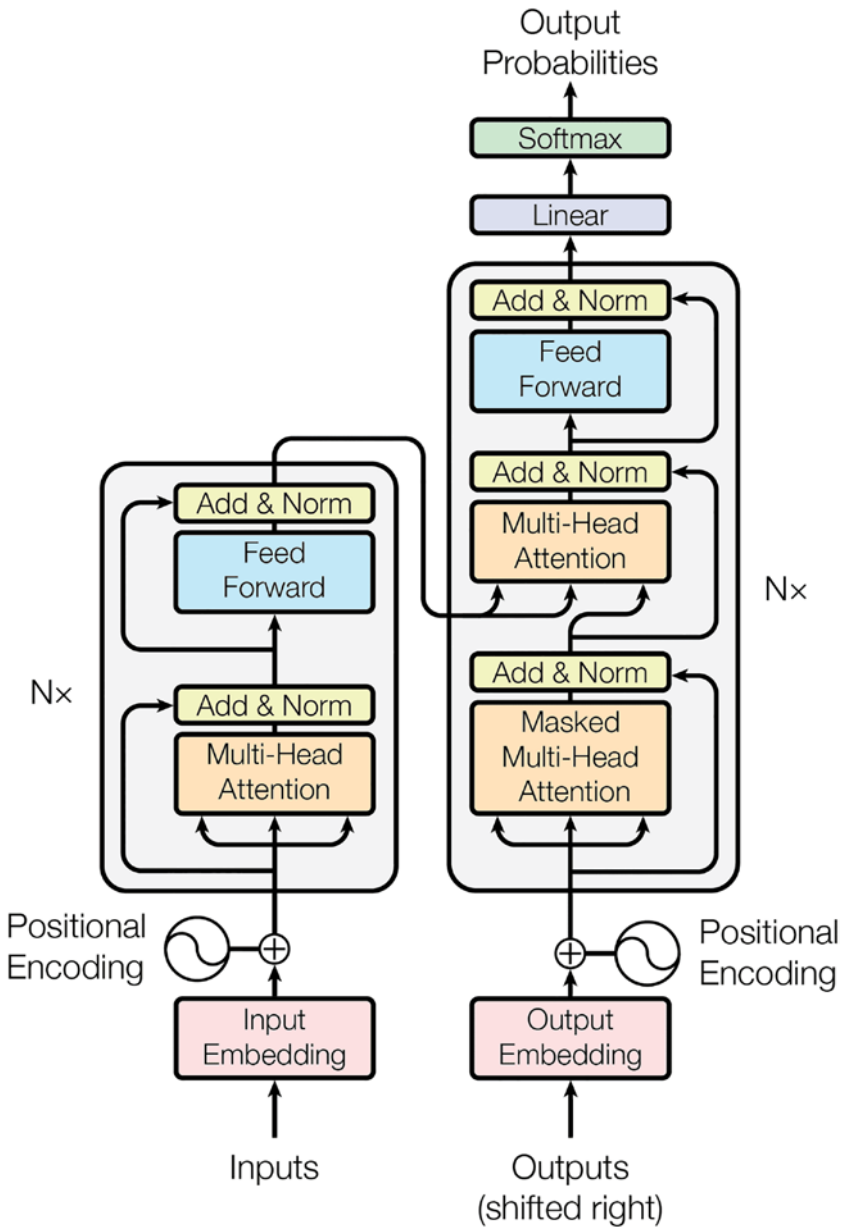 Output
Probabilities
Softmax
Linear
Add & Norm
Feed
Forward
Add & Norm
Multi-Head
Attention
Add & Norm
Masked
Multi-Head
Attention
Nx
Add & Norm
Feed
Forward
Add & Norm
Multi-Head
Attention
Nx
Positional
Encoding
Positional
Encoding
Input
Embedding
Output
Embedding
Inputs
Outputs
(shifted right)